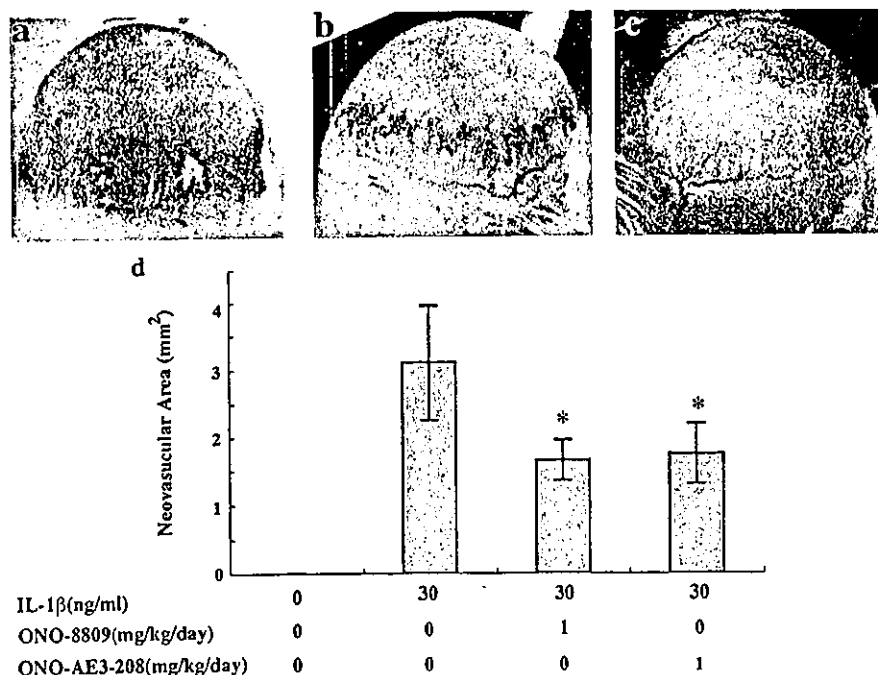 a b c
d
4
3
2
1
0
Neovasucular Area (mm²)
* *
IL-1β(ng/ml) 0 30 30 30
ONO-8809(mg/kg/day) 0 0 1 0
ONO-AE3-208(mg/kg/day) 0 0 0 1